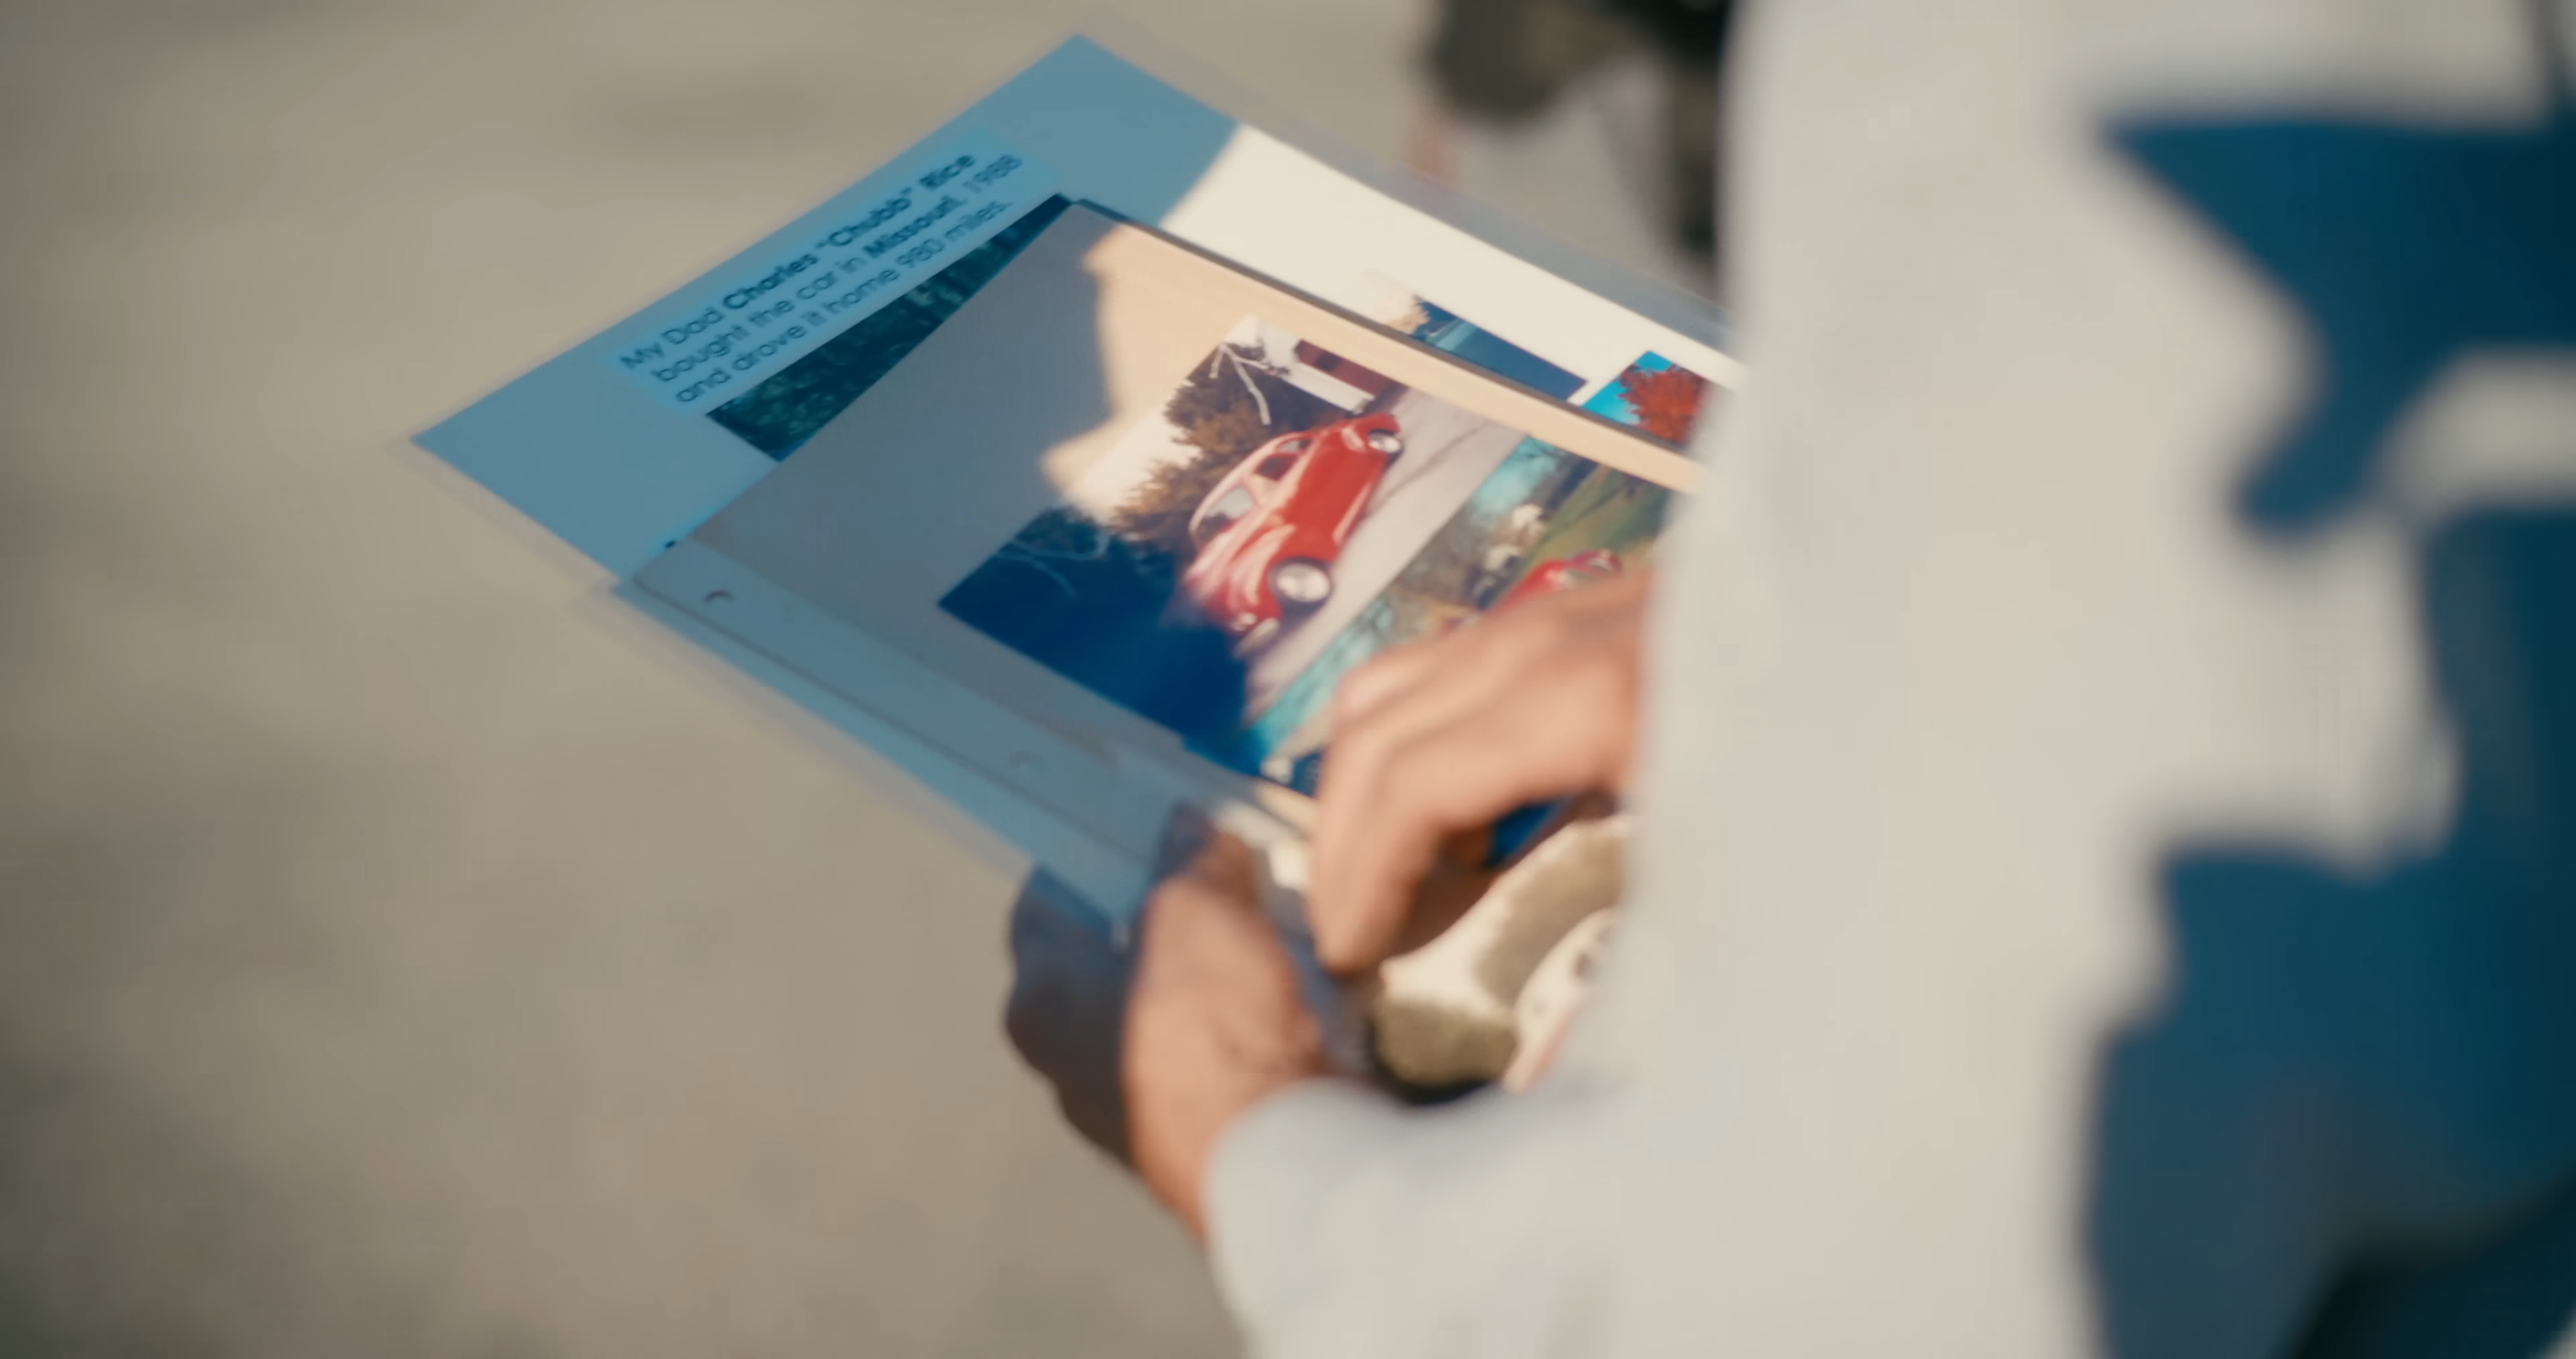 My Dad Charles "Chubb" Rice
bought the car in Missouri. 1988
and drove it home 980 miles.